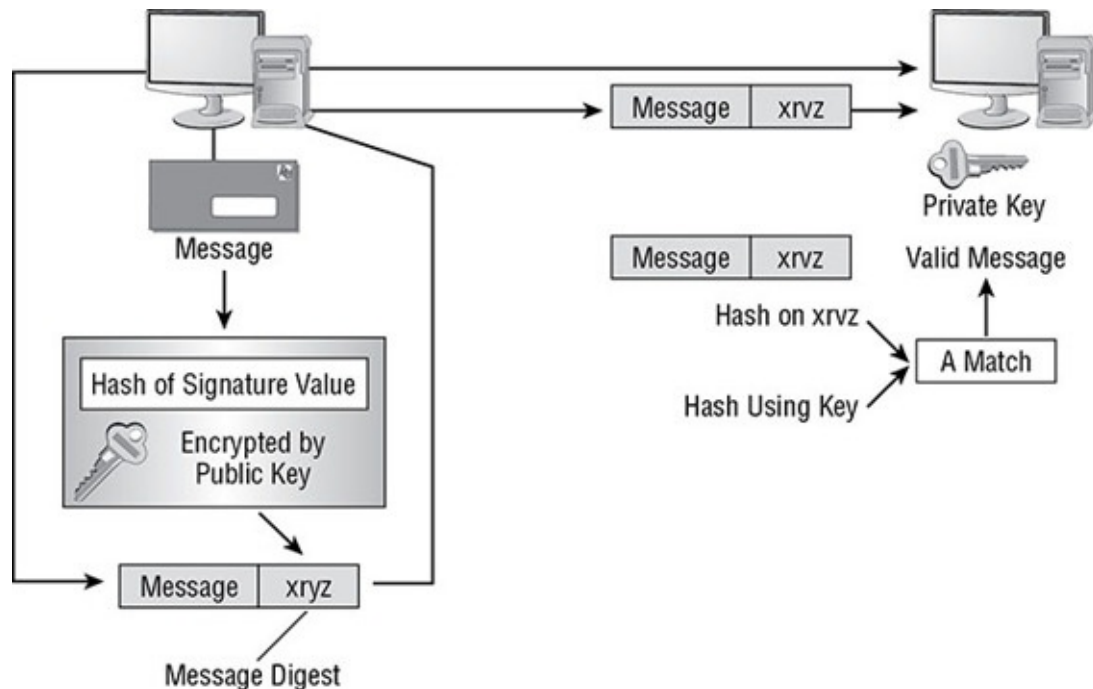 Message xrvz
Private Key
Message
Message xrvz
Valid Message
Hash on xrvz
A Match
Hash Using Key
Hash of Signature Value
Encrypted by
Public Key
Message xryz
Message Digest